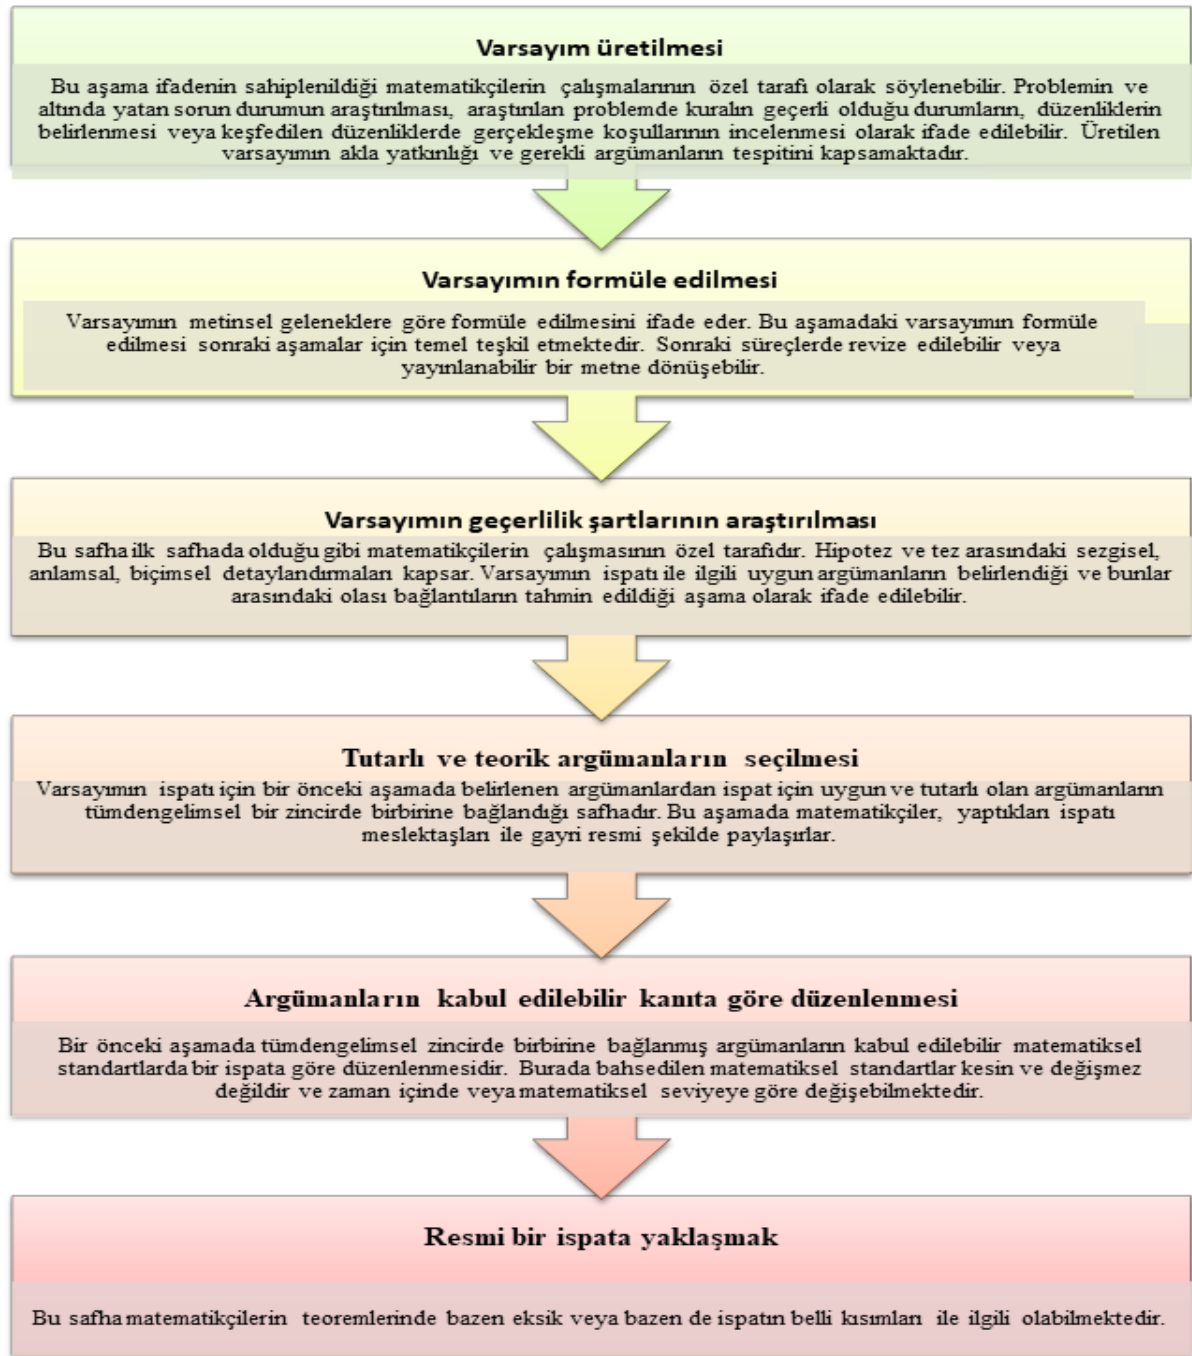 Varsayım üretilmesi
Bu aşama ifadenin sahiplenildiği matematikçilerin çalışmalarının özel tarafı olarak söylenebilir. Problemin ve
altında yatan sorun durumun araştırılması, araştırılan problemde kuralın geçerli olduğu durumların, düzenliklerin
belirlenmesi veya keşfedilen düzenliklerde gerçekleşme koşullarının incelenmesi olarak ifade edilebilir. Üretilen
varsayımın akla yatkınlığı ve gerekli argümanların tespitini kapsamaktadır.
Varsayımın formüle edilmesi
Varsayımın metinsel geleneklere göre formüle edilmesini ifade eder. Bu aşamadaki varsayımın formüle
edilmesi sonraki aşamalar için temel teşkil etmektedir. Sonraki süreçlerde revize edilebilir veya
yayınlanabilir bir metne dönüşebilir.
Varsayımın geçerlilik şartlarının araştırılması
Bu safha ilk safhada olduğu gibi matematikçilerin çalışmasının özel tarafıdır. Hipotez ve tez arasındaki sezgisel,
anlamsal, biçimsel detaylandırmaları kapsar. Varsayımın ispatı ile ilgili uygun argümanların belirlendiği ve bunlar
arasındaki olası bağlantıların tahmin edildiği aşama olarak ifade edilebilir.
Tutarlı ve teorik argümanların seçilmesi
Varsayımın ispatı için bir önceki aşamada belirlenen argümanlardan ispat için uygun ve tutarlı olan argümanların
tümdengelimsel bir zincirde birbirine bağlandığı safhadır. Bu aşamada matematikçiler, yaptıkları ispatı
meslektaşları ile gayri resmi şekilde paylaşırlar.
Argümanların kabul edilebilir kanıta göre düzenlenmesi
Bir önceki aşamada tümdengelimsel zincirde birbirine bağlanmış argümanların kabul edilebilir matematiksel
standartlarda bir ispata göre düzenlenmesidir. Burada bahsedilen matematiksel standartlar kesin ve değişmez
değildir ve zaman içinde veya matematiksel seviyeye göre değişebilmektedir.
Resmi bir ispata yaklaşmak
Bu safha matematikçilerin teoremlerinde bazen eksik veya bazen de ispatın belli kısımları ile ilgili olabilmektedir.